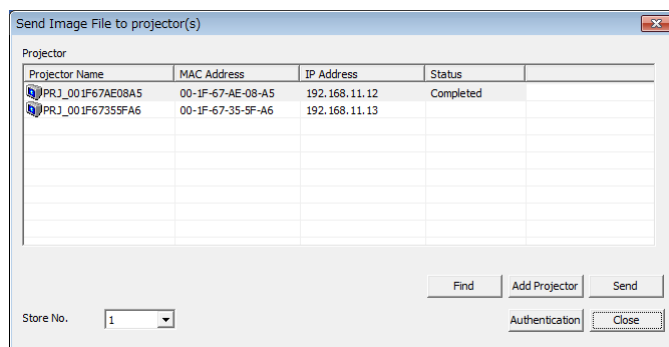 Send Image File to projector(s)
Projector
Projector Name MAC Address IP Address Status
PRJ_001F67AE08A5 00-1F-67-AE-08-A5 192.168.11.12 Completed
PRJ_001F67355FA6 00-1F-67-35-5F-A6 192.168.11.13
Find Add Projector Send
Store No. 1 Authentication Close